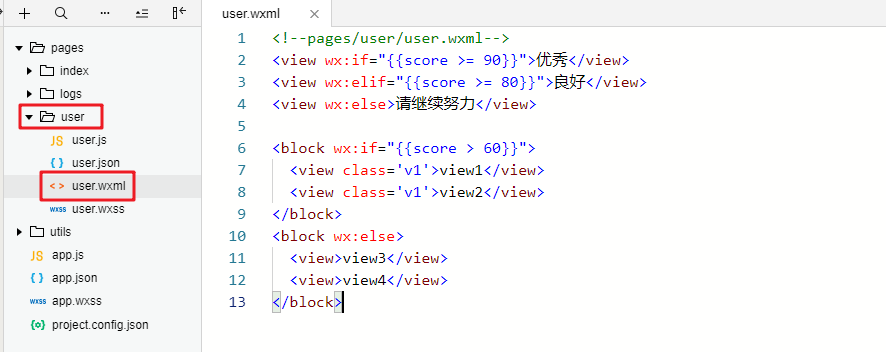 user.wxml
pages
index
logs
user
user.js
user.json
user.wxml
user.wxss
utils
app.js
app.json
app.wxss
project.config.json
1 <!--pages/user/user.wxml-->
2 <view wx:if="{{score >= 90}}">优秀</view>
3 <view wx:elif="{{score >= 80}}">良好</view>
4 <view wx:else>请继续努力</view>
5
6 <block wx:if="{{score > 60}}">
7   <view class='v1'>view1</view>
8   <view class='v1'>view2</view>
9 </block>
10 <block wx:else>
11   <view>view3</view>
12   <view>view4</view>
13 </block>